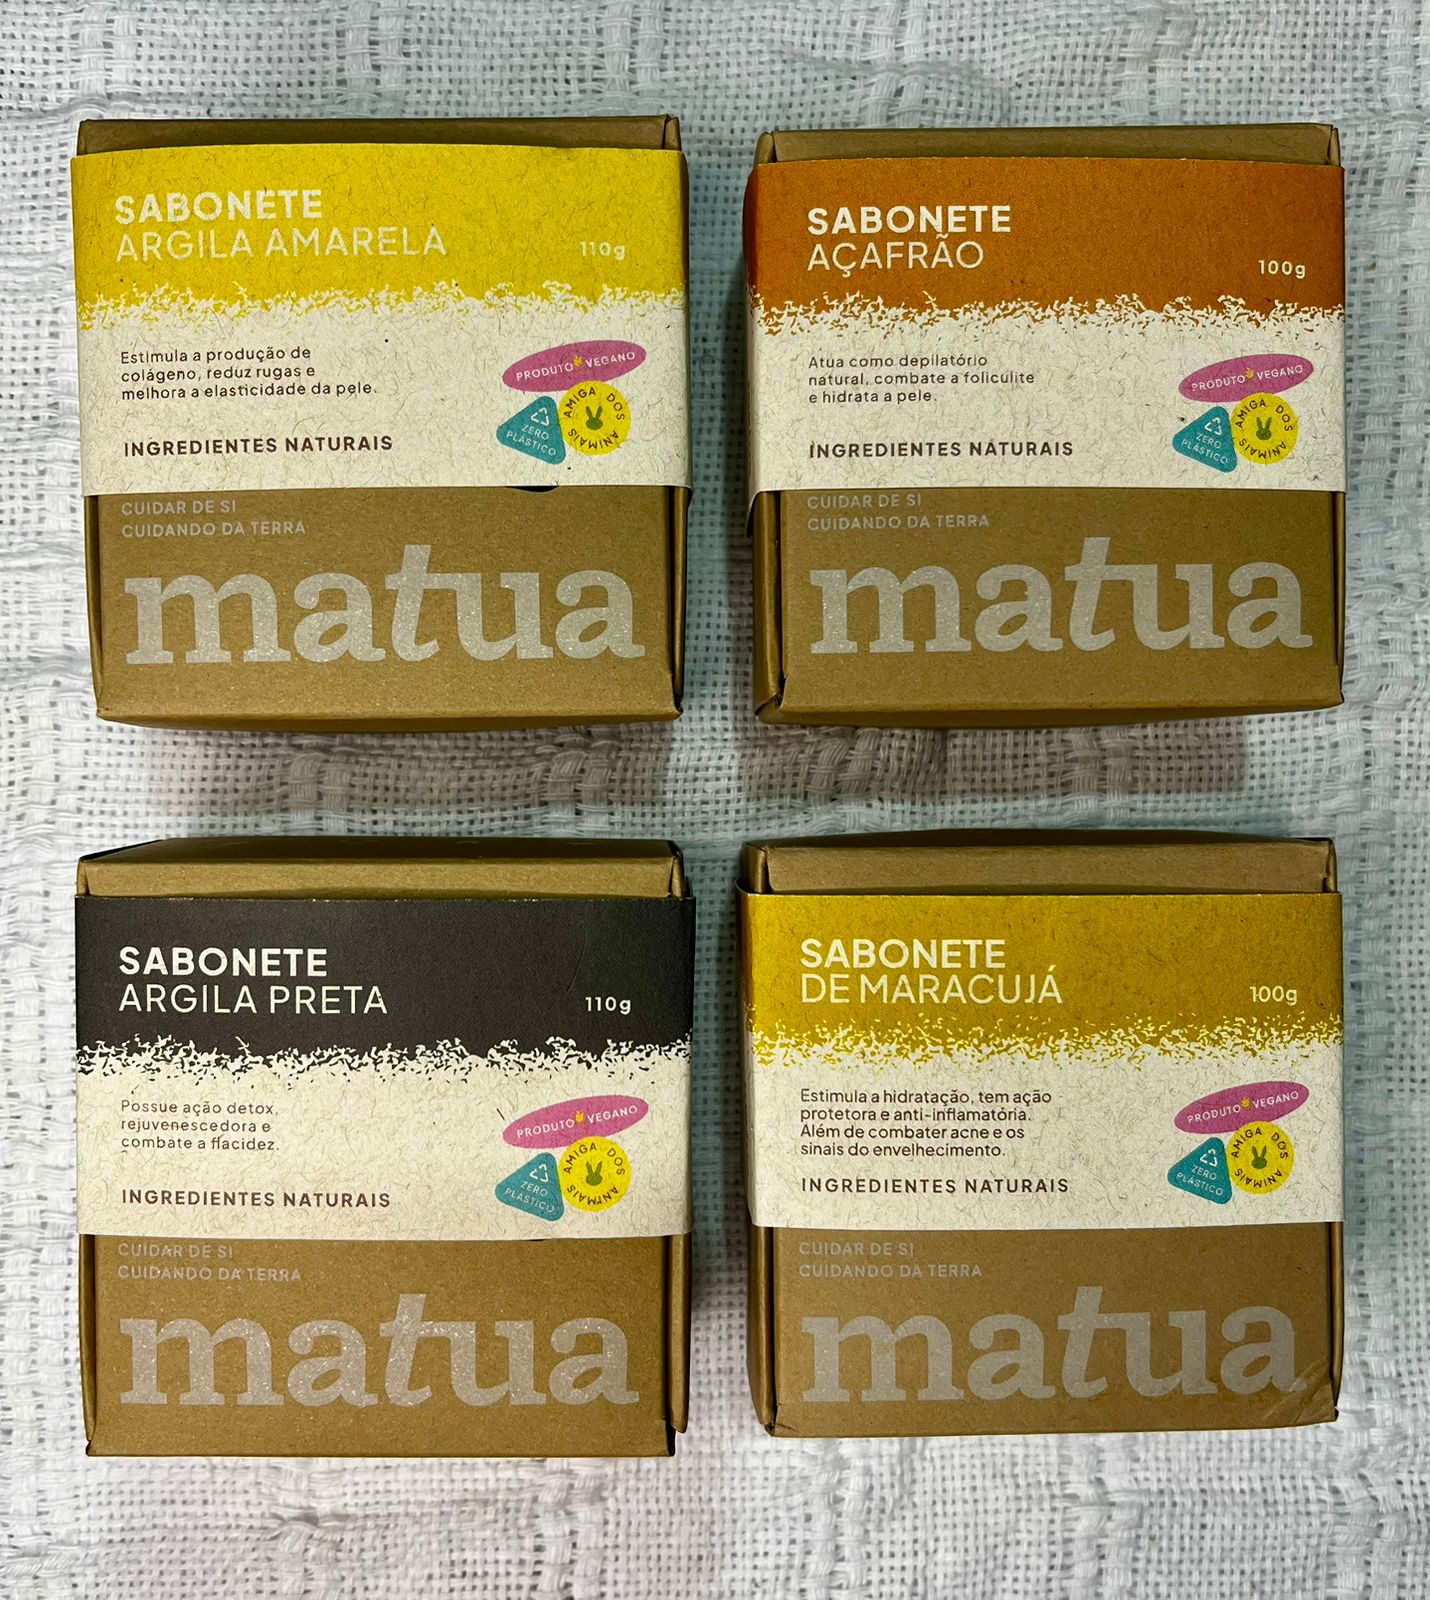 SABONETE
ARGILA AMARELA
110g
Estimula a produção de
colágeno, reduz rugas e
melhora a elasticidade da pele.
PRODUTO VEGANO
ZERO
PLÁSTICO
AMIGA DOS ANIMAIS
INGREDIENTES NATURAIS
CUIDAR DE SI
CUIDANDO DA TERRA
matua
SABONETE
AÇAFRÃO
100g
Atua como depilatório
natural, combate a foliculite
e hidrata a pele.
PRODUTO VEGANO
ZERO
PLÁSTICO
AMIGA DOS ANIMAIS
INGREDIENTES NATURAIS
CUIDAR DE SI
CUIDANDO DA TERRA
matua
SABONETE
ARGILA PRETA
110g
Possue ação detox,
rejuvenescedora e
combate a flacidez.
PRODUTO VEGANO
ZERO
PLÁSTICO
AMIGA DOS ANIMAIS
INGREDIENTES NATURAIS
CUIDAR DE SI
CUIDANDO DA TERRA
matua
SABONETE
DE MARACUJÁ
100g
Estimula a hidratação, tem ação
protetora e anti-inflamatória.
Além de combater acne e os
sinais do envelhecimento.
PRODUTO VEGANO
ZERO
PLÁSTICO
AMIGA DOS ANIMAIS
INGREDIENTES NATURAIS
CUIDAR DE SI
CUIDANDO DA TERRA
matua